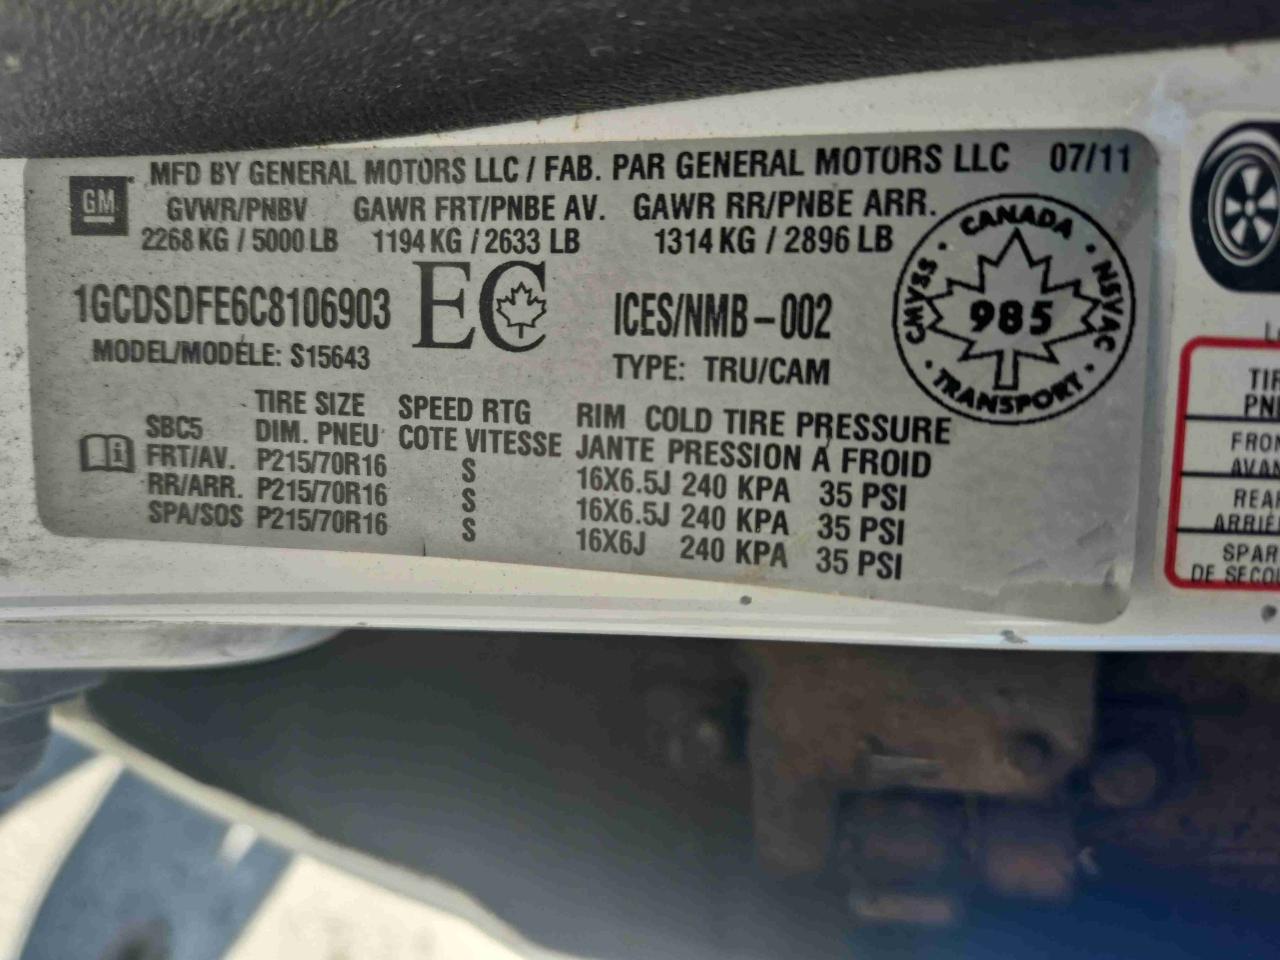 MFD BY GENERAL MOTORS LLC / FAB. PAR GENERAL MOTORS LLC 07/11
GM
GVWR/PNBV GAWR FRT/PNBE AV. GAWR RR/PNBE ARR.
2268 KG / 5000 LB 1194 KG / 2633 LB 1314 KG / 2896 LB
1GCDSDFE6C8106903 EC ICES/NMB-002
MODEL/MODÈLE: S15643 TYPE: TRU/CAM
CANADA
CMVSS 985 NSVAC
TRANSPORT
TIRE SIZE SPEED RTG RIM COLD TIRE PRESSURE
SBC5 DIM. PNEU COTE VITESSE JANTE PRESSION À FROID
FRT/AV. P215/70R16 S 16X6.5J 240 KPA 35 PSI
RR/ARR. P215/70R16 S 16X6.5J 240 KPA 35 PSI
SPA/SOS P215/70R16 S 16X6J 240 KPA 35 PSI
TIR
PN
FRON
AVAN
REAR
ARRIÈ
SPAR
DE SECOU